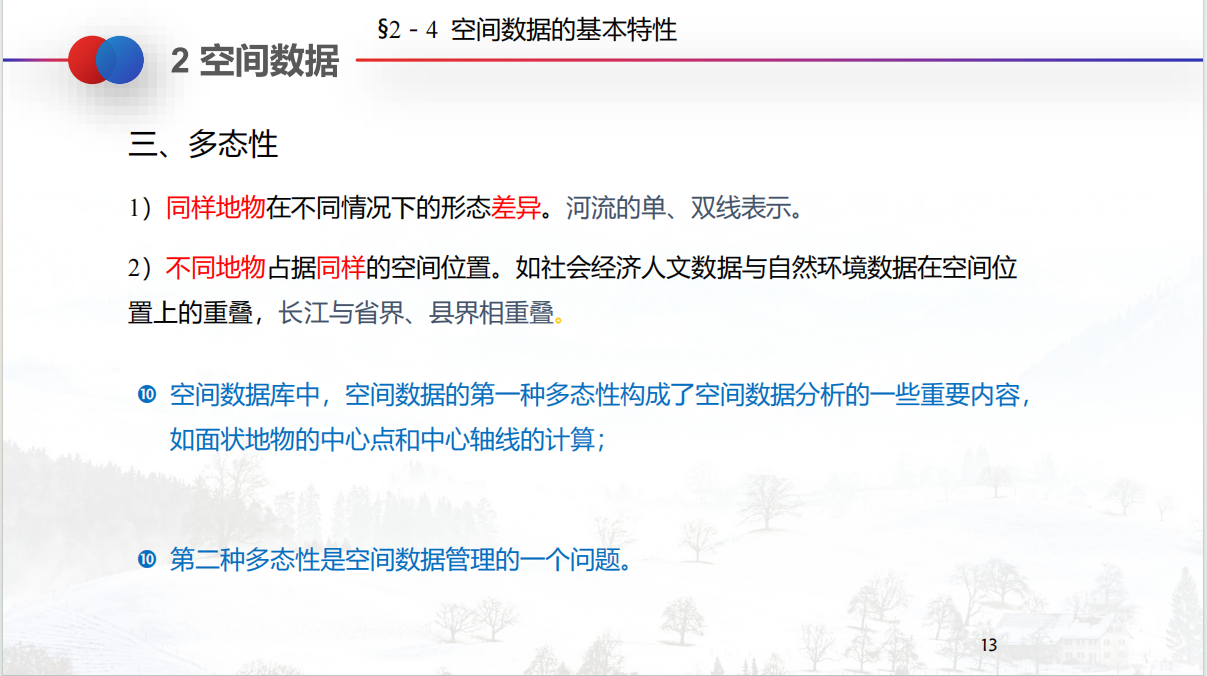 §2 - 4 空间数据的基本特性
2 空间数据
三、多态性
1）同样地物在不同情况下的形态差异。河流的单、双线表示。
2）不同地物占据同样的空间位置。如社会经济人文数据与自然环境数据在空间位
置上的重叠，长江与省界、县界相重叠。
❿ 空间数据库中，空间数据的第一种多态性构成了空间数据分析的一些重要内容，
如面状地物的中心点和中心轴线的计算；
❿ 第二种多态性是空间数据管理的一个问题。
13